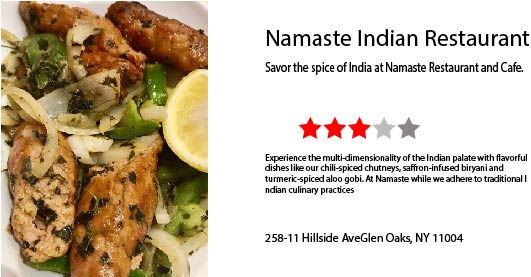 Namaste Indian Restaurant
Savor the spice of India at Namaste Restaurant and Cafe.
Experience the multi-dimensionality of the Indian palate with flavorful
dishes like our chili-spiced chutneys, saffron-infused biryani and
turmeric-spiced aloo gobi. At Namaste while we adhere to traditional I
ndian culinary practices
258-11 Hillside AveGlen Oaks, NY 11004